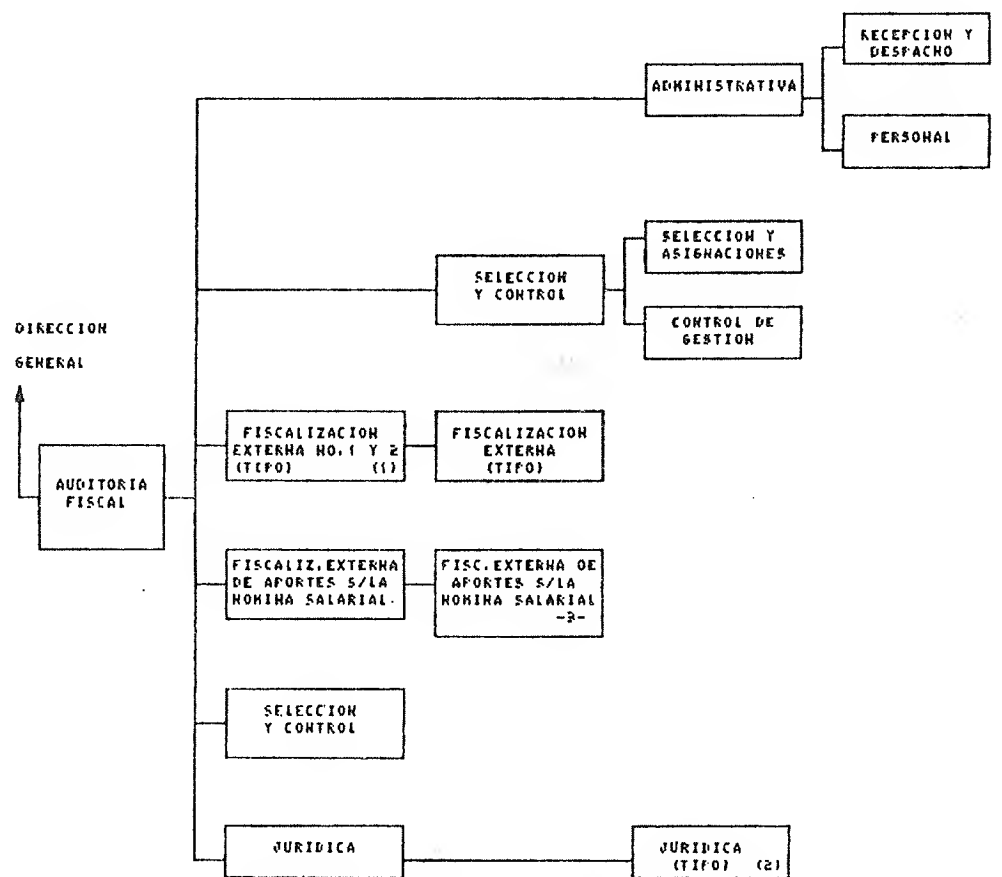 RECEPCION Y
DESPACHO
ADMINISTRATIVA
PERSONAL
SELECCION Y
ASIGNACIONES
SELECCION
Y CONTROL
CONTROL DE
GESTION
DIRECCION
GENERAL
FISCALIZACION
EXTERNA NO.1 Y 2
(TIPO) (1)
FISCALIZACION
EXTERNA
(TIPO)
AUDITORIA
FISCAL
FISCALIZ.EXTERNA
DE APORTES S/LA
NOMINA SALARIAL.
FISC.EXTERNA DE
APORTES S/LA
NOMINA SALARIAL
-3-
SELECCION
Y CONTROL
JURIDICA
JURIDICA
(TIPO) (2)